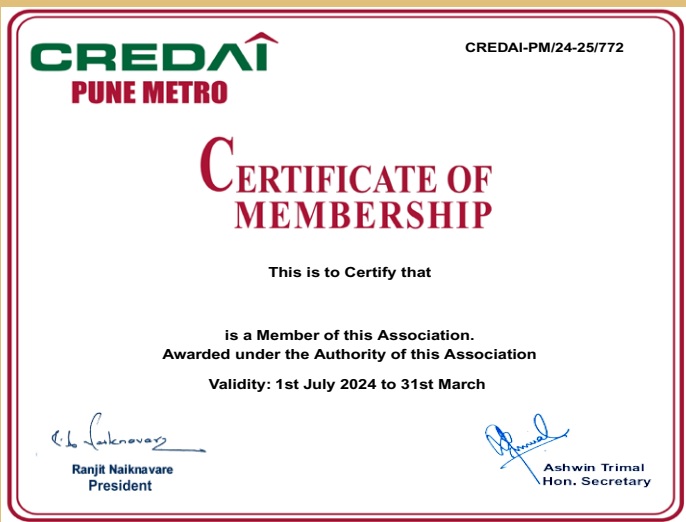 CREDAI
PUNE METRO
CREDAI-PM/24-25/772
CERTIFICATE OF
MEMBERSHIP
This is to Certify that
is a Member of this Association.
Awarded under the Authority of this Association
Validity: 1st July 2024 to 31st March
Ranjit Naiknavare
President
Ashwin Trimal
Hon. Secretary